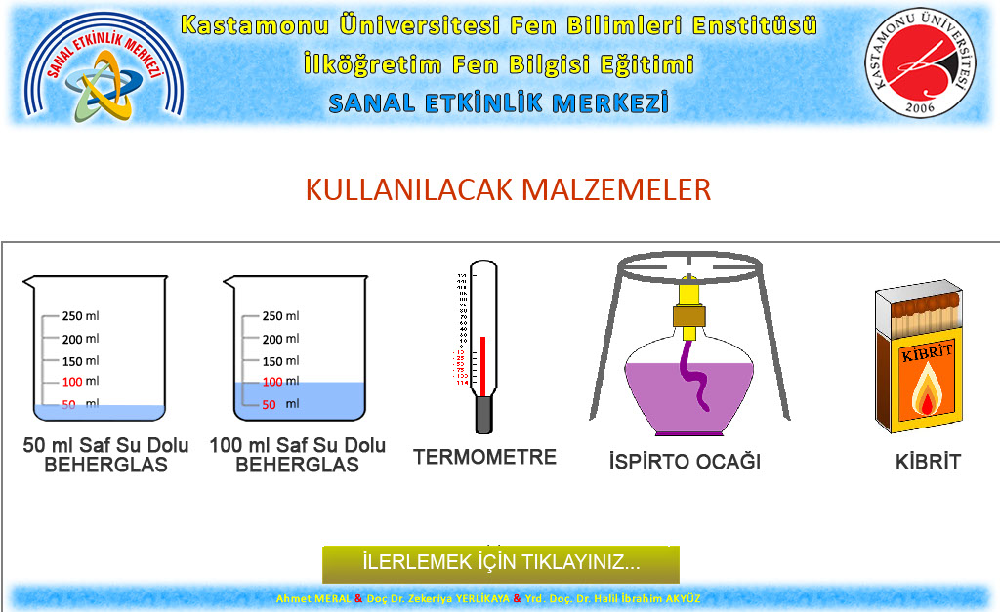 SANAL ETKİNLİK MERKEZİ
Kastamonu Üniversitesi Fen Bilimleri Enstitüsü
İlköğretim Fen Bilgisi Eğitimi
SANAL ETKİNLİK MERKEZİ
KASTAMONU ÜNİVERSİTESİ
2006
KULLANILACAK MALZEMELER
250 ml
200 ml
150 ml
100 ml
50 ml
250 ml
200 ml
150 ml
100 ml
50 ml
KİBRİT
50 ml Saf Su Dolu
BEHERGLAS
100 ml Saf Su Dolu
BEHERGLAS
TERMOMETRE
İSPİRTO OCAĞI
KİBRİT
İLERLEMEK İÇİN TIKLAYINIZ...
Ahmet MERAL & Doç Dr. Zekeriya YERLİKAYA & Yrd. Doç. Dr. Halil İbrahim AKYÜZ